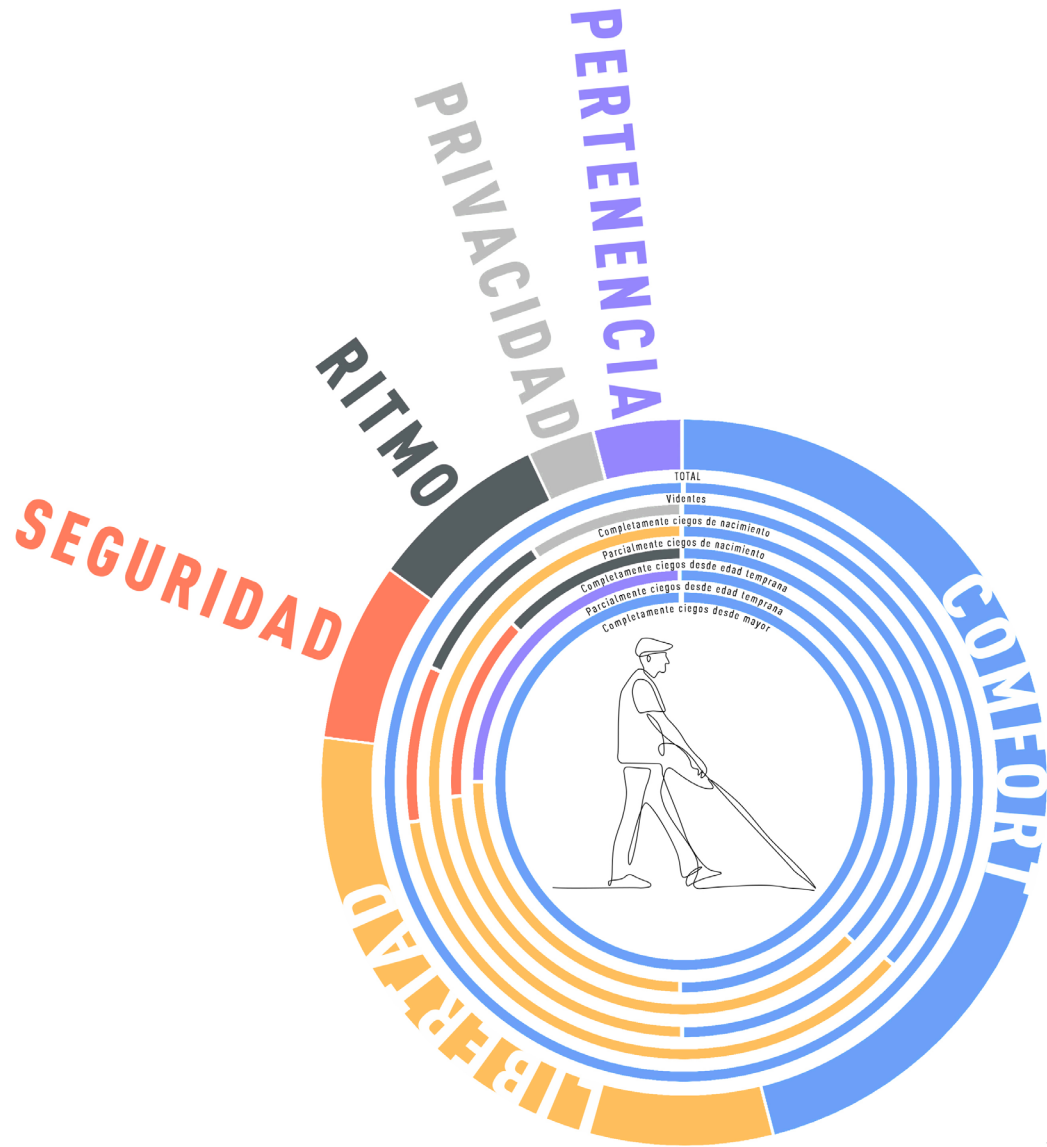 PERTENENCIA
PRIVACIDAD
RITMO
SEGURIDAD
LIBERTAD
COMFORT
TOTAL
Videntes
Completamente ciegos de nacimiento
Parcialmente ciegos de nacimiento
Completamente ciegos desde edad temprana
Parcialmente ciegos desde edad temprana
Completamente ciegos desde mayor